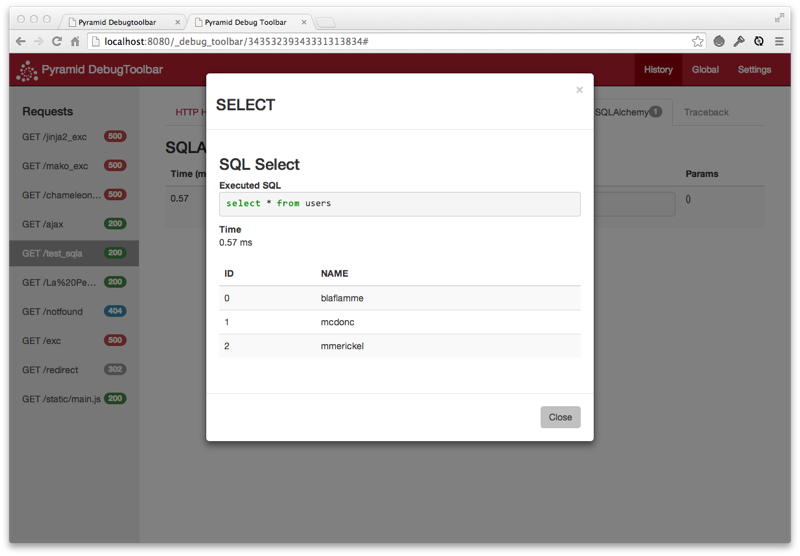 Pyramid Debugtoolbar
Pyramid Debug Toolbar
localhost:8080/_debug_toolbar/34353239343331313834#
Pyramid DebugToolbar
History
Global
Settings
Requests
GET /jinja2_exc 500
GET /mako_exc 500
GET /chameleon... 500
GET /ajax 200
GET /test_sqla 200
GET /La%20Pe... 200
GET /notfound 404
GET /exc 500
GET /redirect 302
GET /static/main.js 200
HTTP H
SQLAlchemy 1
Traceback
SQLA
Time (m
Params
0.57
()
×
SELECT
SQL Select
Executed SQL
select * from users
Time
0.57 ms
ID NAME
0 blaflamme
1 mcdonc
2 mmerickel
Close